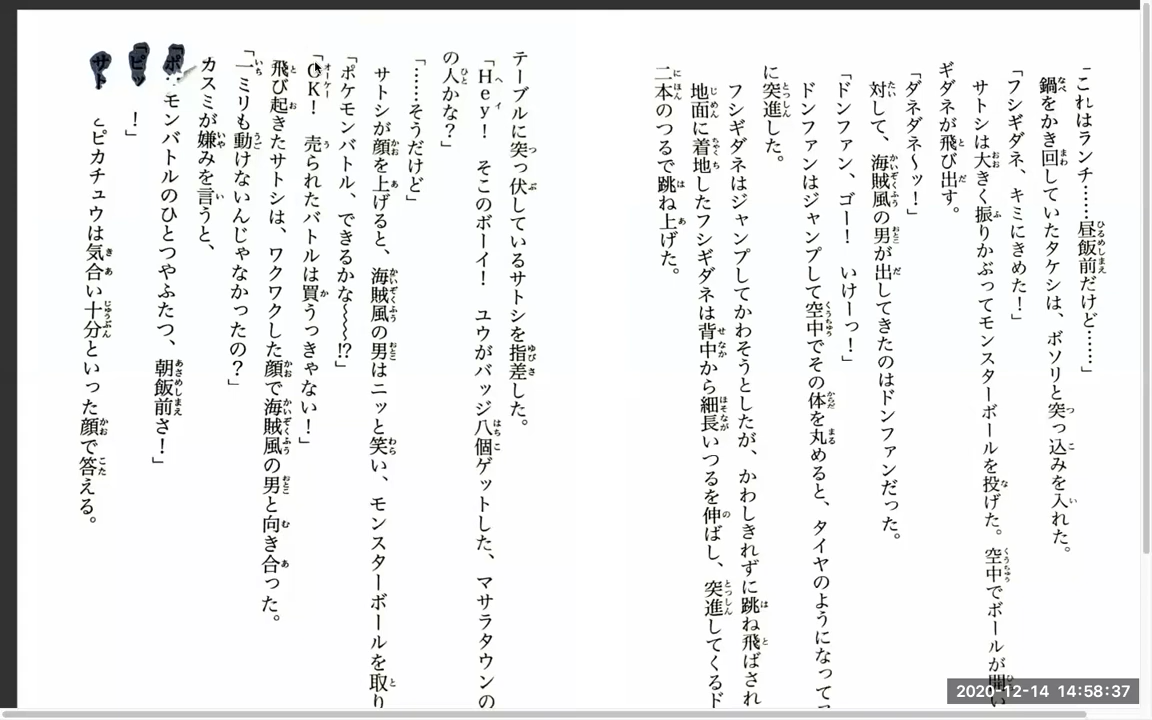 「これはランチ……昼飯前だけど……」
鍋をかき回していたタケシは、ボソリと突っ込みを入れた。
「フシギダネ、キミにきめた！」
サトシは大きく振りかぶってモンスターボールを投げた。空中でボールが開い
ギダネが飛び出す。
「ダネダネ〜ッ！」
対して、海賊風の男が出してきたのはドンファンだった。
「ドンファン、ゴー！　いけーっ！」
ドンファンはジャンプして空中でその体を丸めると、タイヤのようになって
に突進した。
フシギダネはジャンプしてかわそうとしたが、かわしきれずに跳ね飛ばされ
地面に着地したフシギダネは背中から細長いつるを伸ばし、突進してくるド
二本のつるで跳ね上げた。
テーブルに突っ伏しているサトシを指差した。
「Ｈｅｙ！　そこのボーイ！　ユウがバッジ八個ゲットした、マサラタウンの
の人かな？」
「……そうだけど」
サトシが顔を上げると、海賊風の男はニッと笑い、モンスターボールを取り
「ポケモンバトル、できるかな〜〜〜⁉」
「ＯＫ！　売られたバトルは買うっきゃない！」
飛び起きたサトシは、ワクワクした顔で海賊風の男と向き合った。
「一ミリも動けないんじゃなかったの？」
カスミが嫌みを言うと、
「ポ モンバトルのひとつやふたつ、朝飯前さ！」
「ピッ ！」
サト とピカチュウは気合い十分といった顔で答える。
2020-12-14 14:58:37